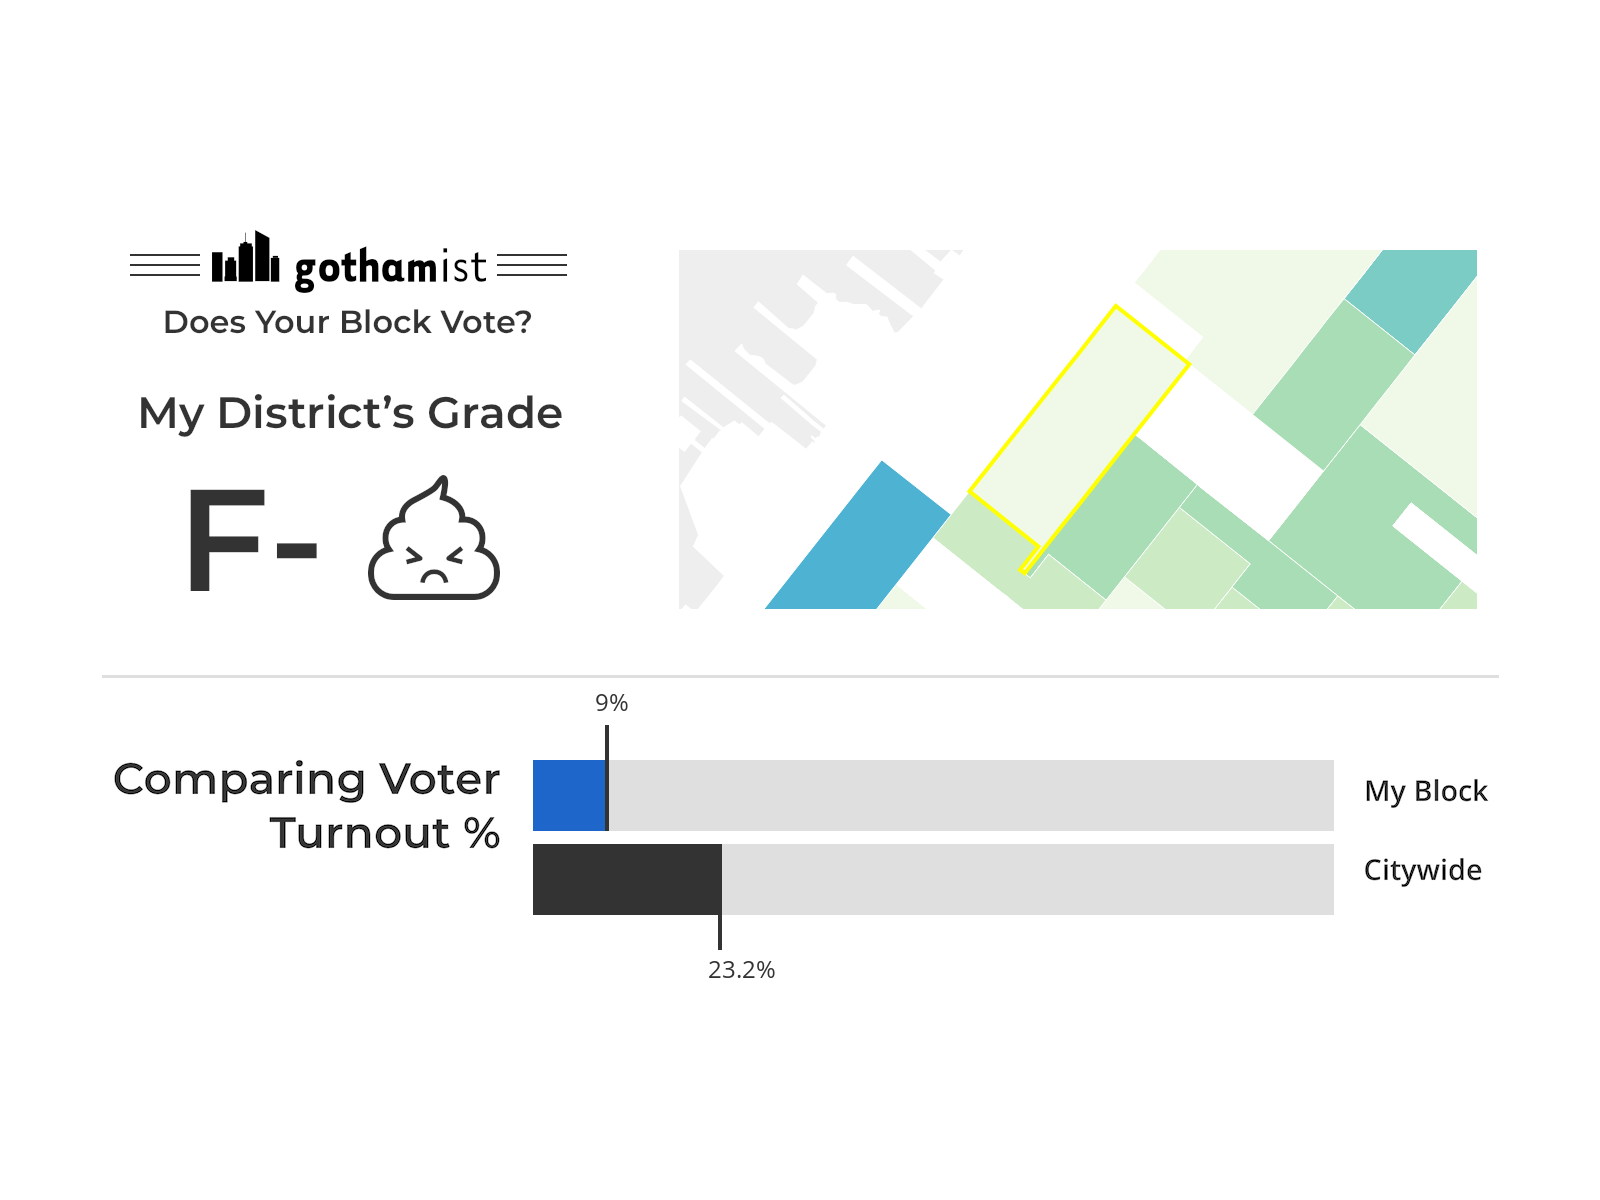 gothamist
Does Your Block Vote?
My District’s Grade
F-
9%
Comparing Voter
Turnout %
My Block
Citywide
23.2%